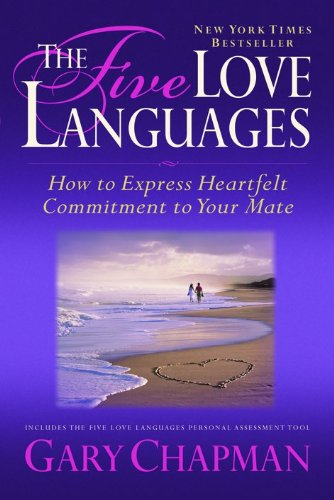 NEW YORK TIMES
BESTSELLER
THE Five LOVE
LANGUAGES
How to Express Heartfelt
Commitment to Your Mate
INCLUDES THE FIVE LOVE LANGUAGES PERSONAL ASSESSMENT TOOL
GARY CHAPMAN